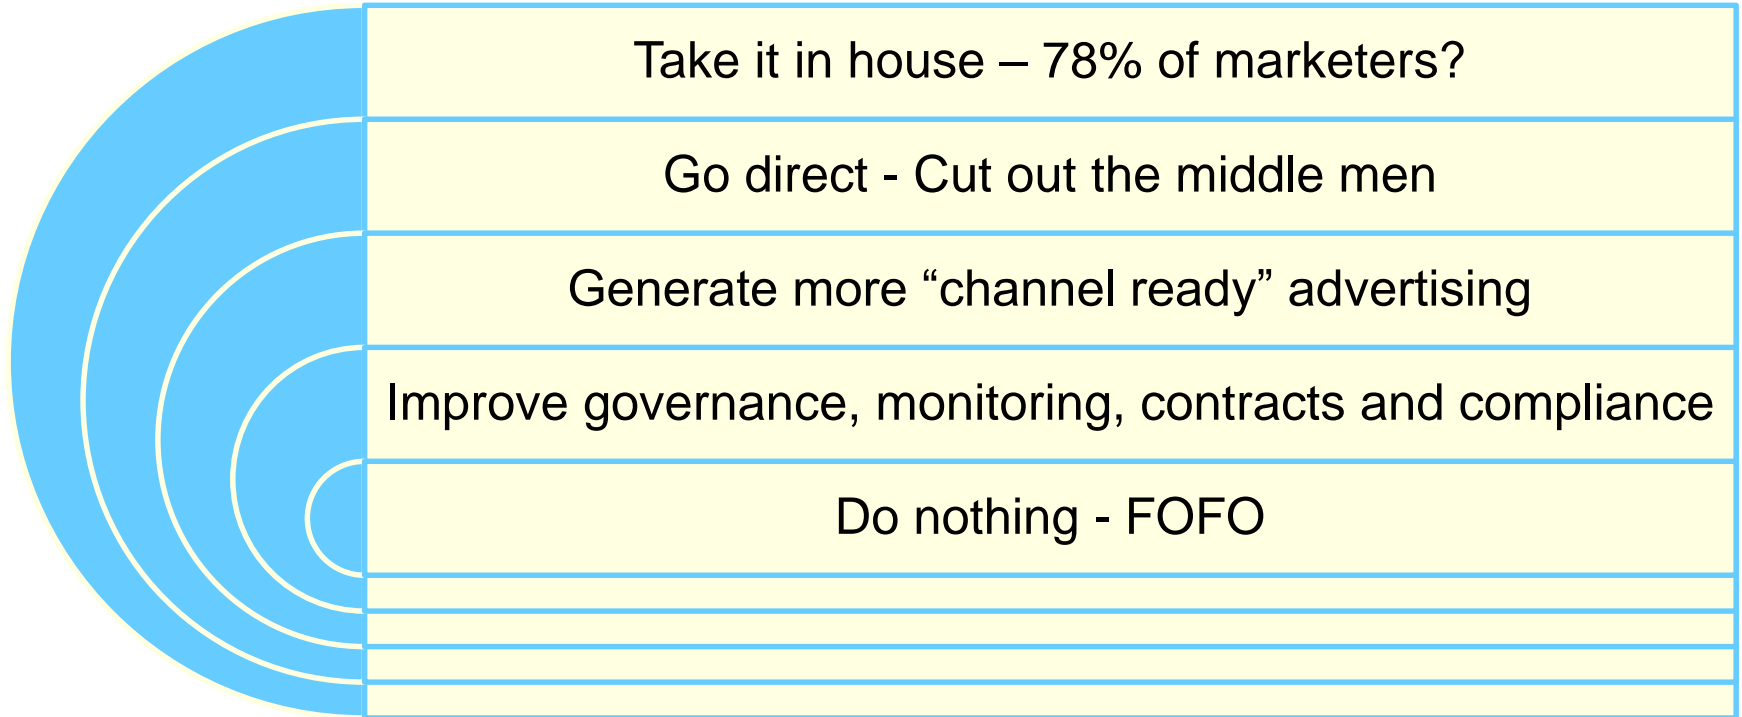 Take it in house – 78% of marketers?
Go direct - Cut out the middle men
Generate more “channel ready” advertising
Improve governance, monitoring, contracts and compliance
Do nothing - FOFO